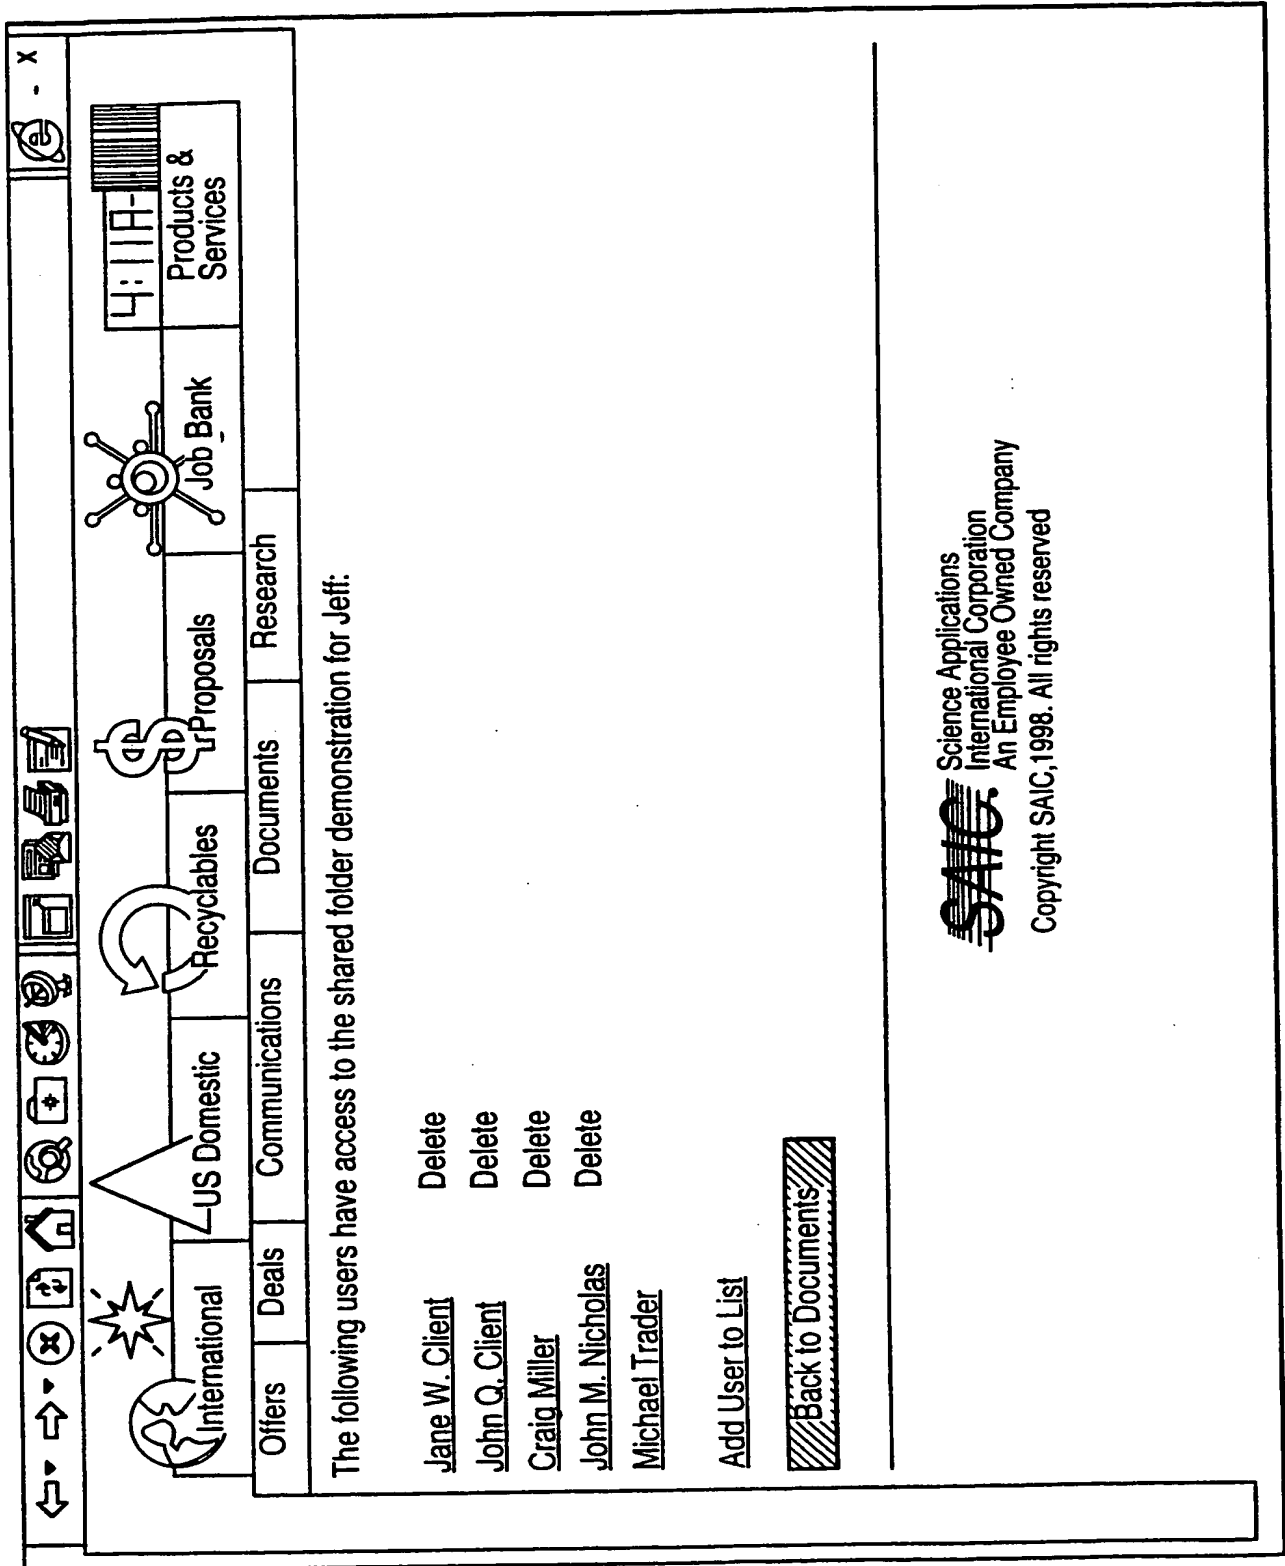 4:11A-
International
US Domestic
Recyclables
Proposals
Job Bank
Products &
Services
Offers
Deals
Communications
Documents
Research
The following users have access to the shared folder demonstration for Jeff:
Jane W. Client Delete
John Q. Client Delete
Craig Miller Delete
John M. Nicholas Delete
Michael Trader
Add User to List
Back to Documents
SAIC.
Science Applications
International Corporation
An Employee Owned Company
Copyright SAIC,1998. All rights reserved